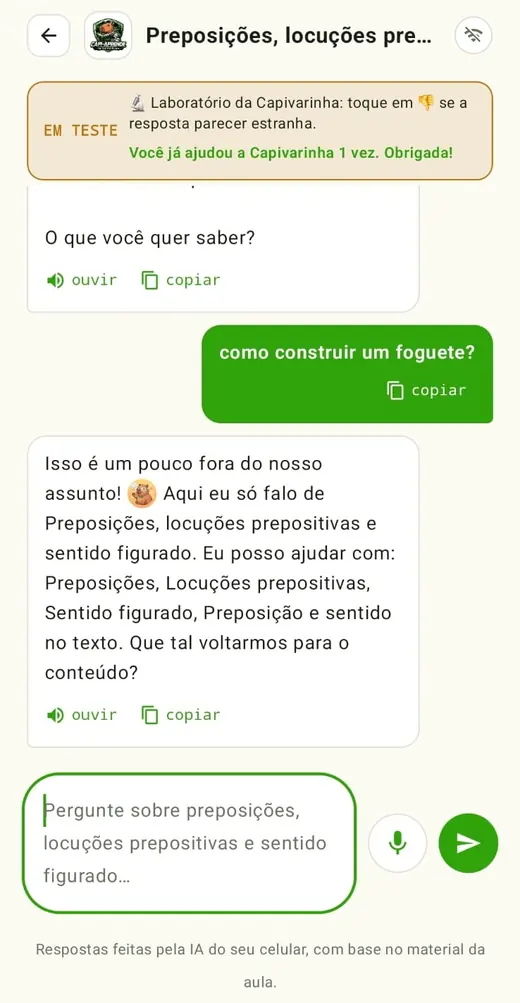 Preposições, locuções pre...
EM TESTE
🔬 Laboratório da Capivarinha: toque em 👎 se a
resposta parecer estranha.
Você já ajudou a Capivarinha 1 vez. Obrigada!
O que você quer saber?
ouvir
copiar
como construir um foguete?
copiar
Isso é um pouco fora do nosso
assunto! Aqui eu só falo de
Preposições, locuções prepositivas e
sentido figurado. Eu posso ajudar com:
Preposições, Locuções prepositivas,
Sentido figurado, Preposição e sentido
no texto. Que tal voltarmos para o
conteúdo?
ouvir
copiar
Pergunte sobre preposições,
locuções prepositivas e sentido
figurado...
Respostas feitas pela IA do seu celular, com base no material da
aula.